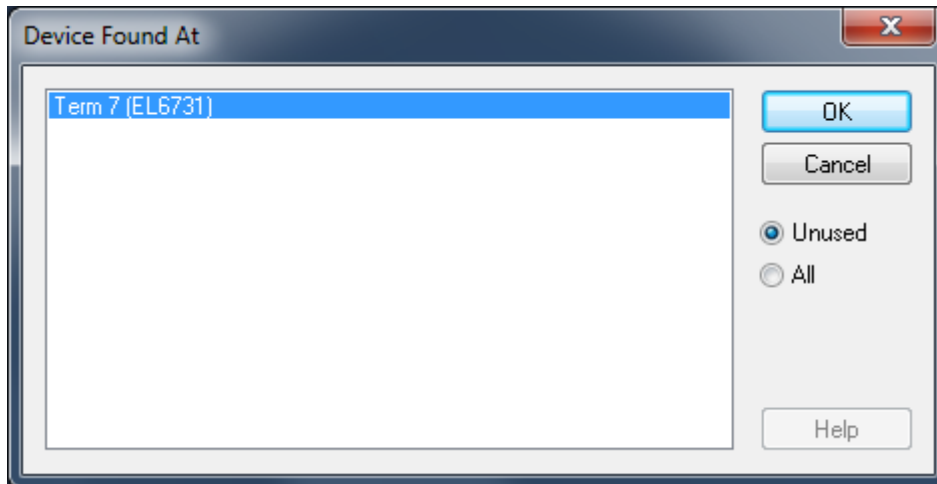 Device Found At
Term 7 (EL6731)
OK
Cancel
Unused
All
Help